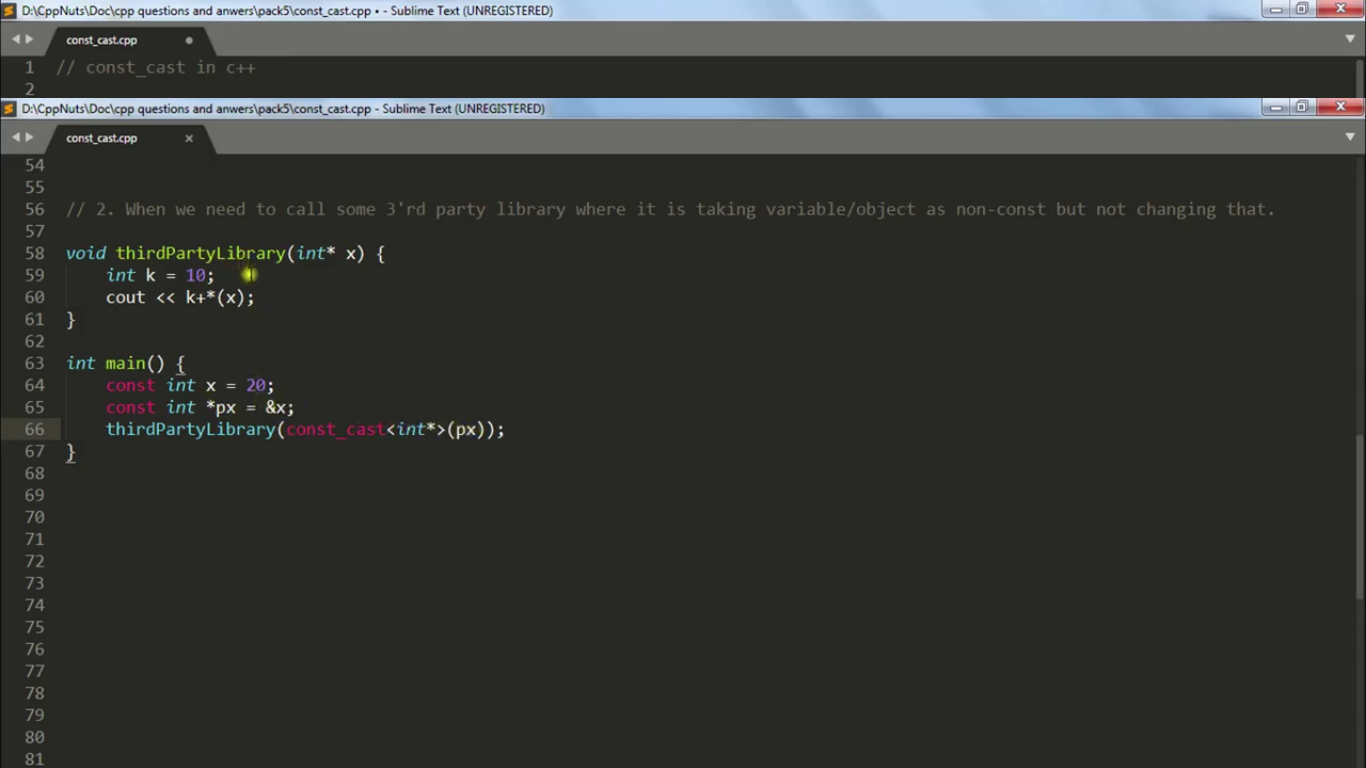 D:\CppNuts\Doc\cpp questions and anwers\pack5\const_cast.cpp • - Sublime Text (UNREGISTERED)
const_cast.cpp
1 // const_cast in c++
2
D:\CppNuts\Doc\cpp questions and anwers\pack5\const_cast.cpp - Sublime Text (UNREGISTERED)
const_cast.cpp
54
55
56 // 2. When we need to call some 3'rd party library where it is taking variable/object as non-const but not changing that.
57
58 void thirdPartyLibrary(int* x) {
59     int k = 10;
60     cout << k+*(x);
61 }
62
63 int main() {
64     const int x = 20;
65     const int *px = &x;
66     thirdPartyLibrary(const_cast<int*>(px));
67 }
68
69
70
71
72
73
74
75
76
77
78
79
80
81